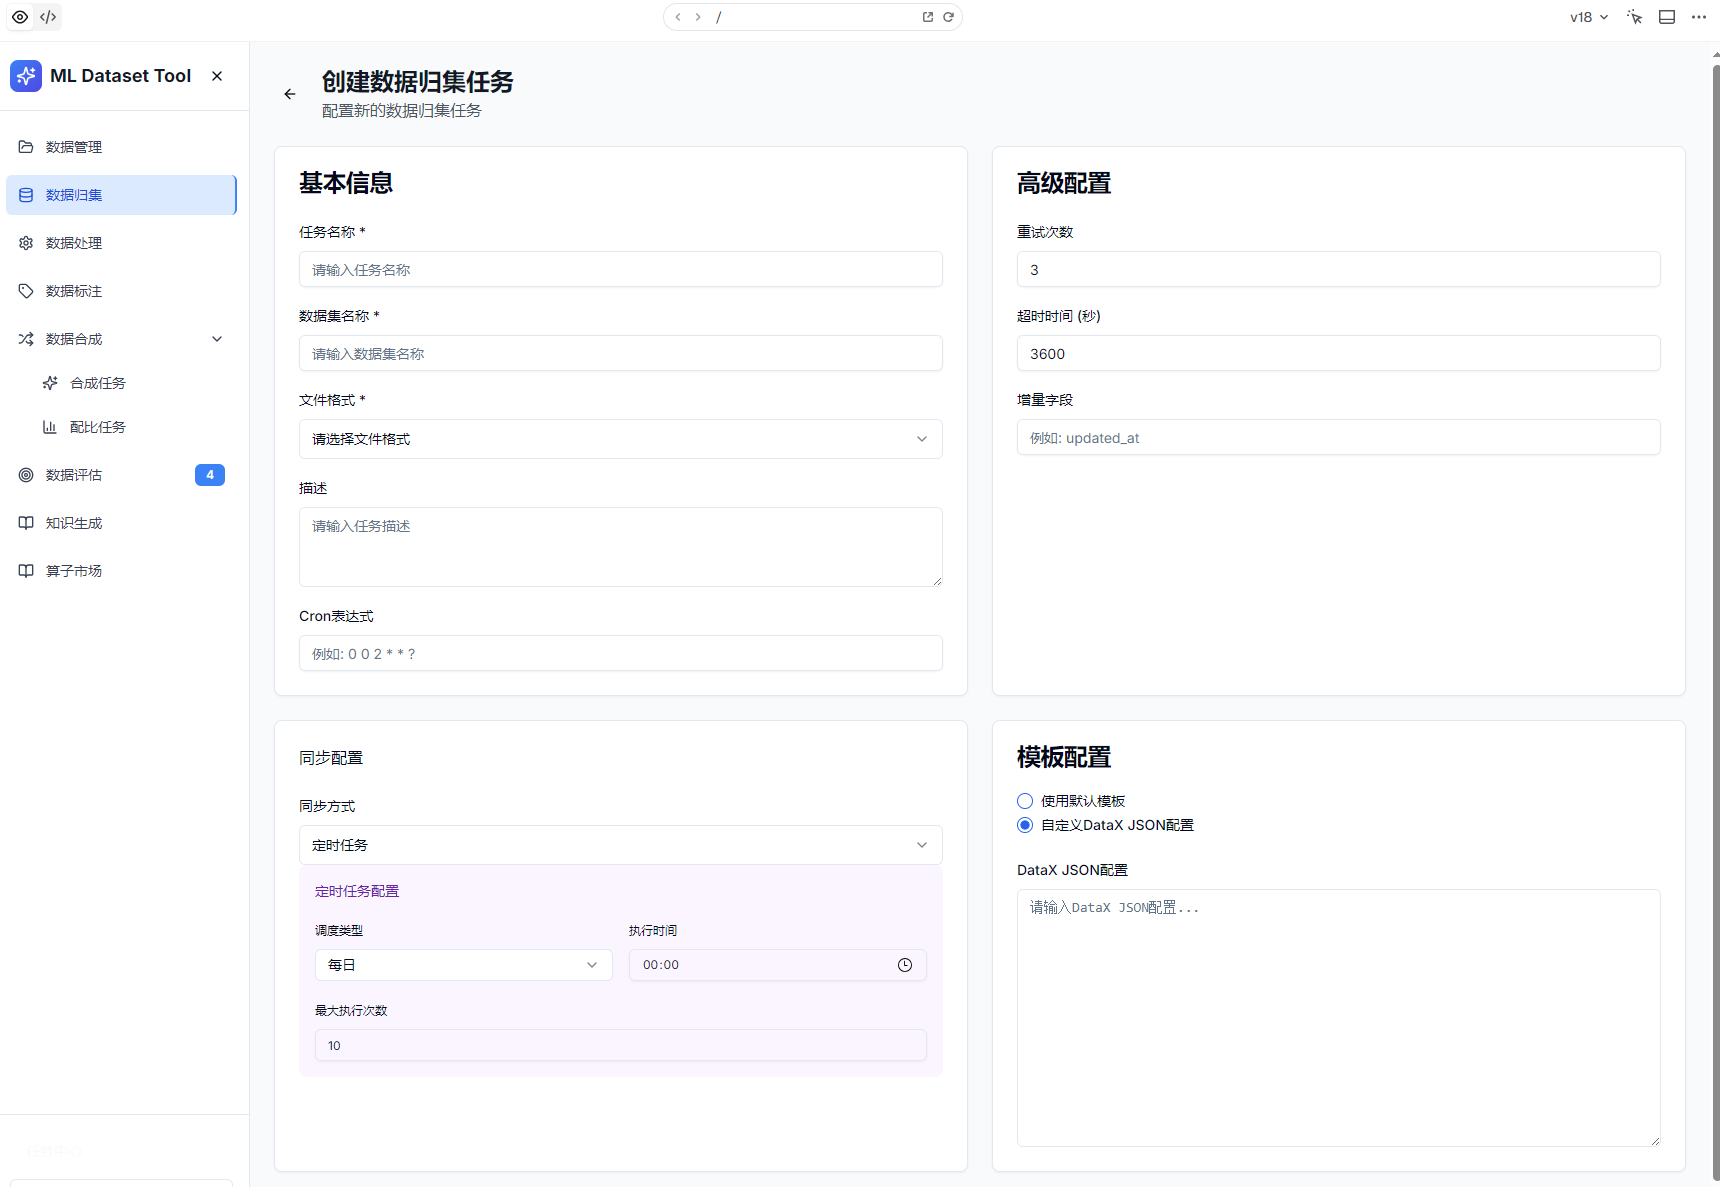 /
v18
ML Dataset Tool
数据管理
数据归集
数据处理
数据标注
数据合成
合成任务
配比任务
数据评估
4
知识生成
算子市场
创建数据归集任务
配置新的数据归集任务
基本信息
任务名称 *
请输入任务名称
数据集名称 *
请输入数据集名称
文件格式 *
请选择文件格式
描述
请输入任务描述
Cron表达式
例如: 0 0 2 * * ?
高级配置
重试次数
3
超时时间 (秒)
3600
增量字段
例如: updated_at
同步配置
同步方式
定时任务
定时任务配置
调度类型
执行时间
每日
00:00
最大执行次数
10
模板配置
使用默认模板
自定义DataX JSON配置
DataX JSON配置
请输入DataX JSON配置...